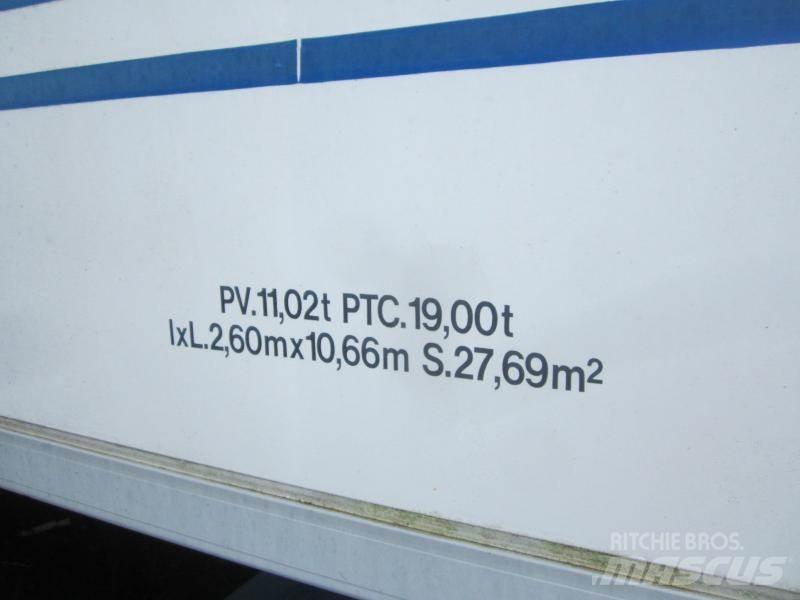 PV.11,02t PTC.19,00t
lxL.2,60mx10,66m S.27,69m²
RITCHIE BROS.
MASCUS